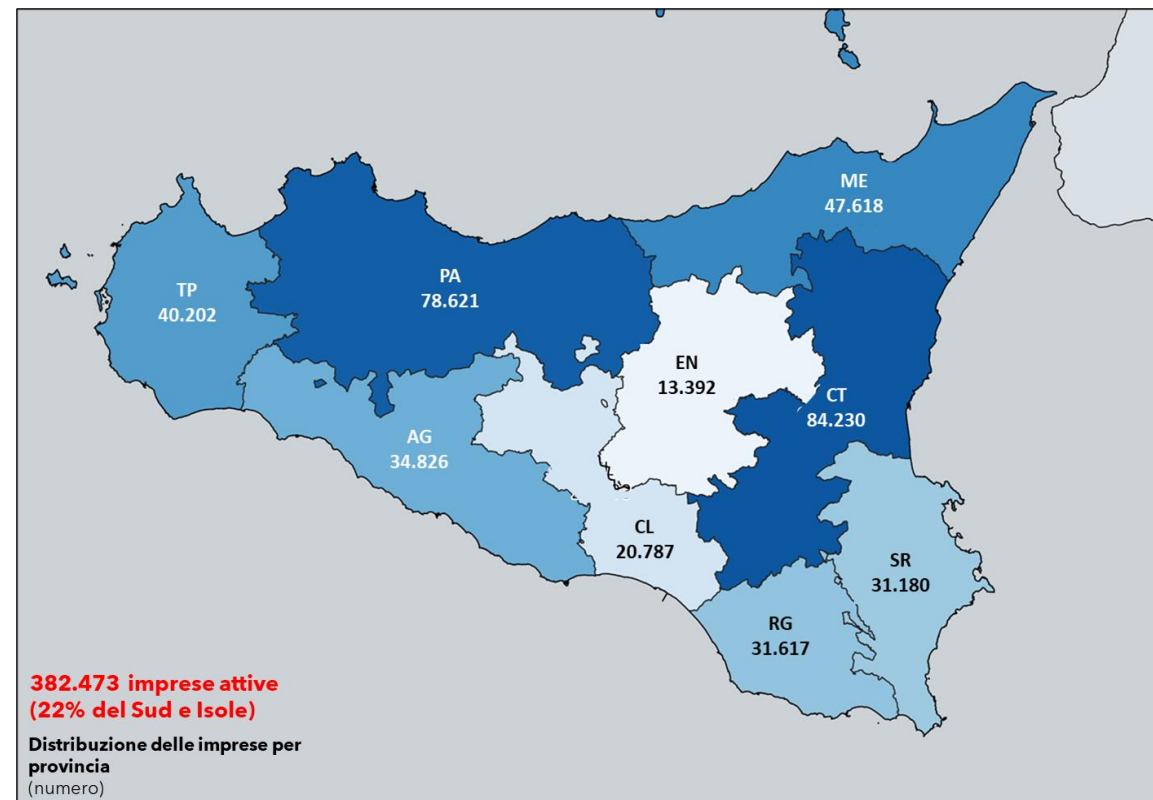 ME
47.618
PA
78.621
TP
40.202
EN
13.392
CT
84.230
AG
34.826
CL
20.787
SR
31.180
RG
31.617
382.473 imprese attive
(22% del Sud e Isole)
Distribuzione delle imprese per
provincia
(numero)